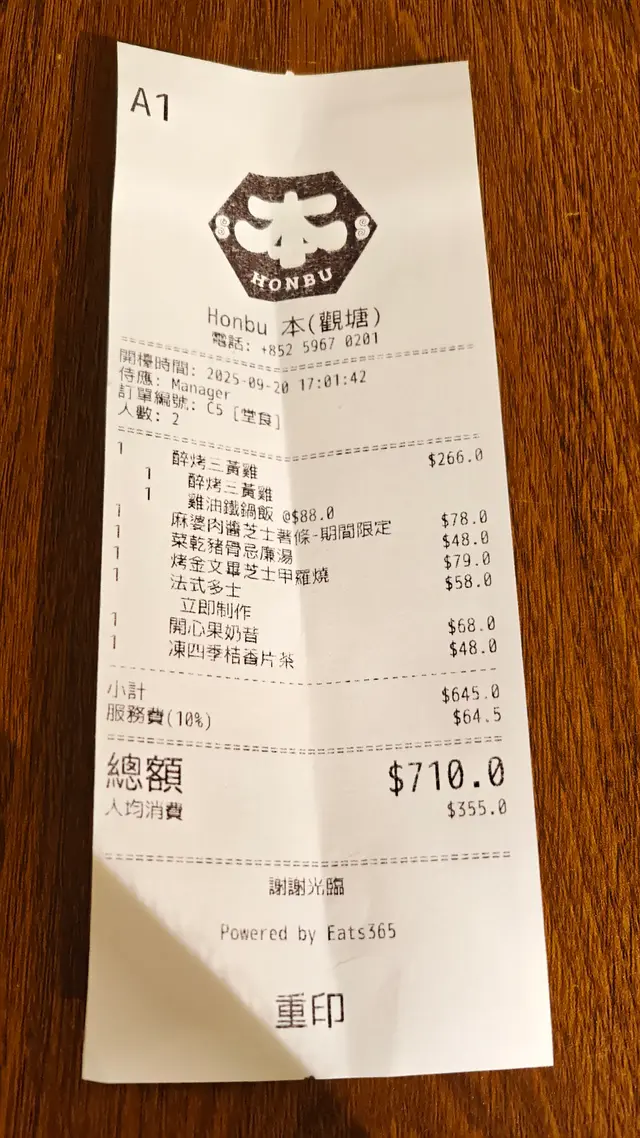 A1
本
HONBU
Honbu 本(觀塘)
電話: +852 5967 0201
開檯時間: 2025-09-20 17:01:42
侍應: Manager
訂單編號: C5 [堂食]
人數: 2
1 醉烤三黃雞 $266.0
1 醉烤三黃雞
1 雞油鐵鍋飯 @$88.0
1 麻婆肉醬芝士薯條-期間限定 $78.0
1 菜乾豬骨忌廉湯 $48.0
1 烤金文畢芝士甲羅燒 $79.0
1 法式多士 $58.0
立即制作
1 開心果奶昔 $68.0
1 凍四季桔香片茶 $48.0
小計 $645.0
服務費(10%) $64.5
總額 $710.0
人均消費 $355.0
謝謝光臨
Powered by Eats365
重印